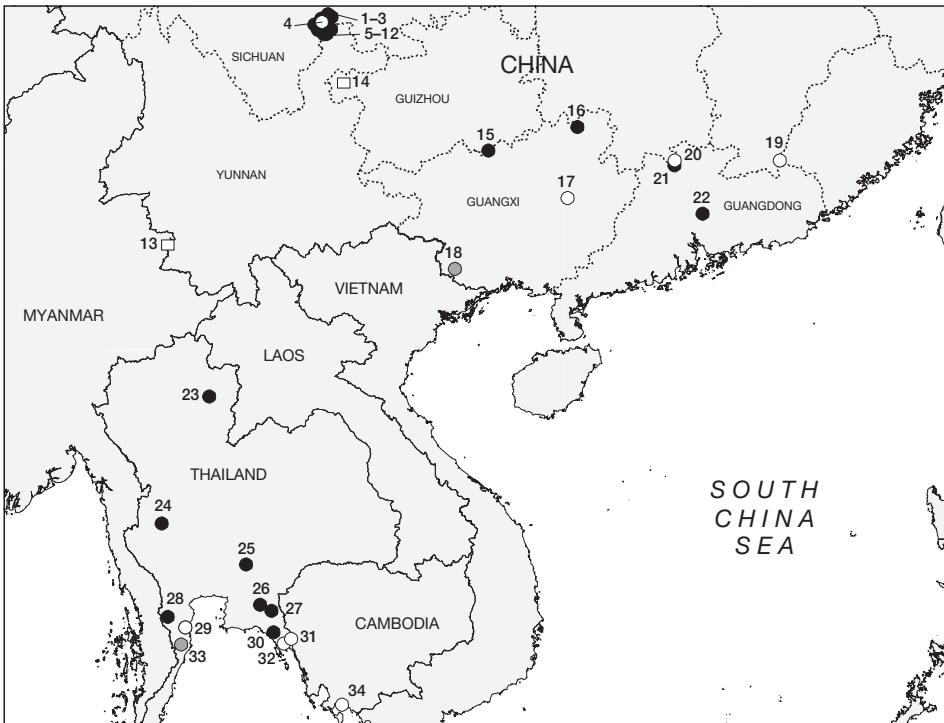 1–3
4
5–12
SICHUAN
CHINA
14
GUIZHOU
16
15
20
19
21
YUNNAN
17
GUANGXI
22
GUANGDONG
13
18
VIETNAM
MYANMAR
LAOS
23
THAILAND
SOUTH
CHINA
SEA
24
25
26
27
28
29
CAMBODIA
30
31
32
33
34